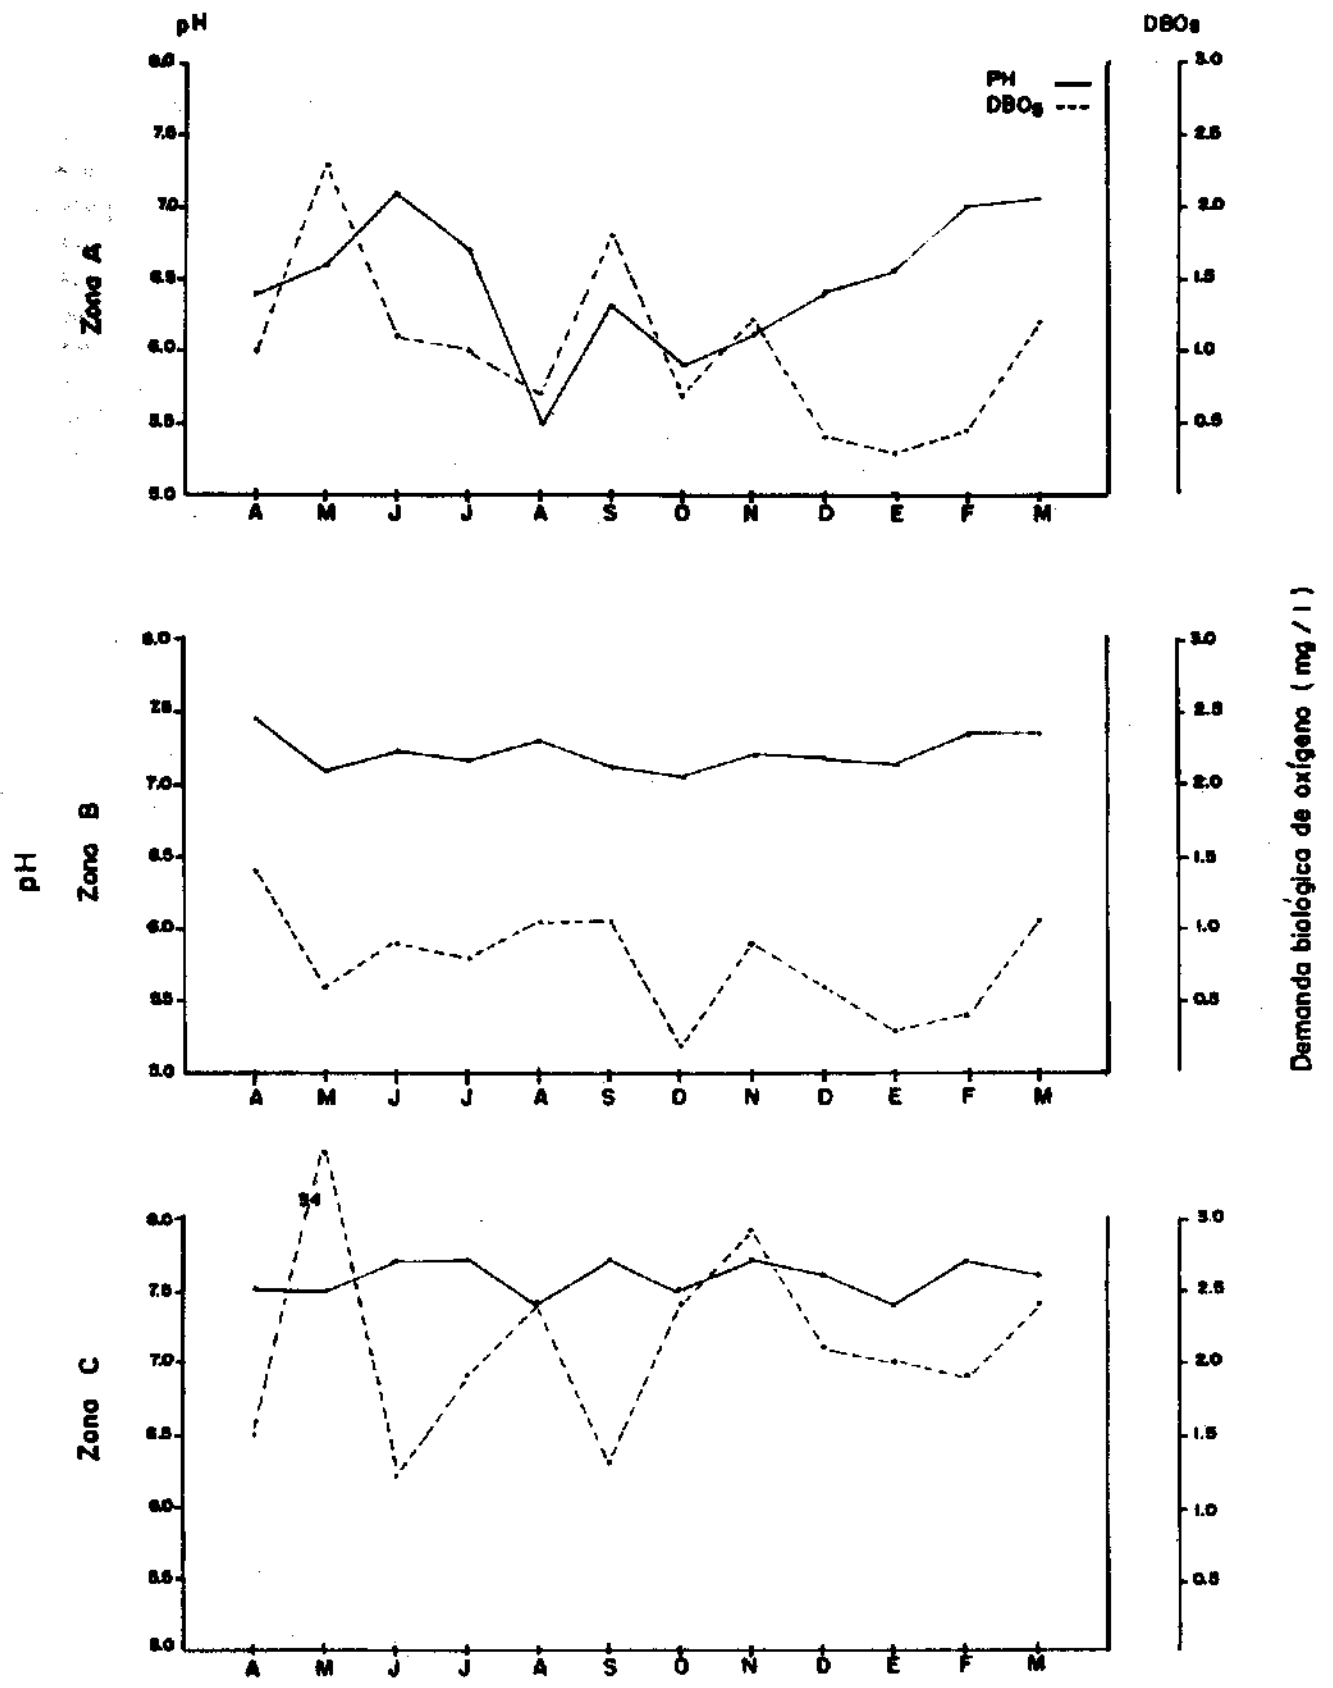 pH DBO₅
8.0 3.0
PH
DBO₅
7.5 2.5
7.0 2.0
Zona A
6.5 1.5
6.0 1.0
5.5 0.5
5.0
A M J J A S O N D E F M
8.0 3.0
7.5 2.5
7.0 2.0
pH
Zona B
6.5 1.5
6.0 1.0
5.5 0.5
5.0
A M J J A S O N D E F M
Demanda biológica de oxígeno ( mg / l )
8.0 3.0
7.5 2.5
7.0 2.0
Zona C
6.5 1.5
6.0 1.0
5.5 0.5
5.0
A M J J A S O N D E F M